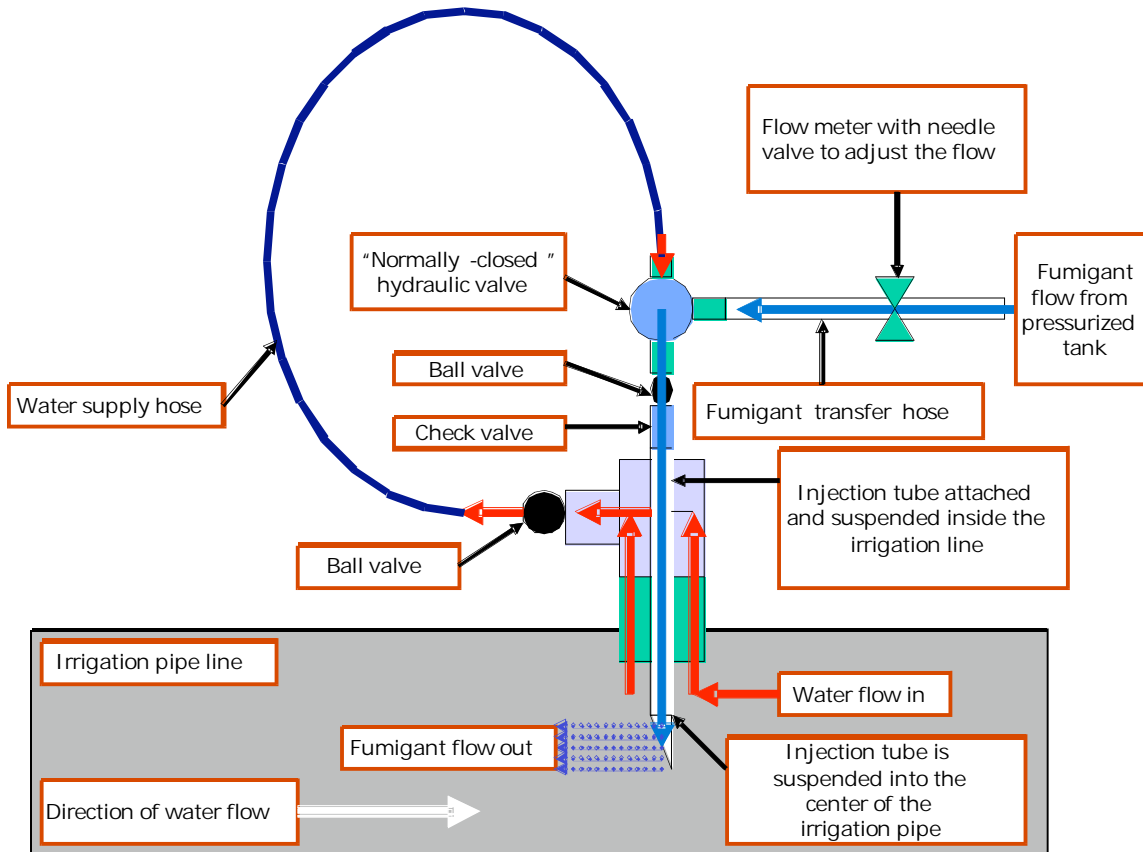 Flow meter with needle
valve to adjust the flow
“Normally -closed ”
hydraulic valve
Fumigant
flow from
pressurized
tank
Ball valve
Water supply hose
Fumigant transfer hose
Check valve
Injection tube attached
and suspended inside the
irrigation line
Ball valve
Irrigation pipe line
Water flow in
Fumigant flow out
Injection tube is
suspended into the
center of the
irrigation pipe
Direction of water flow